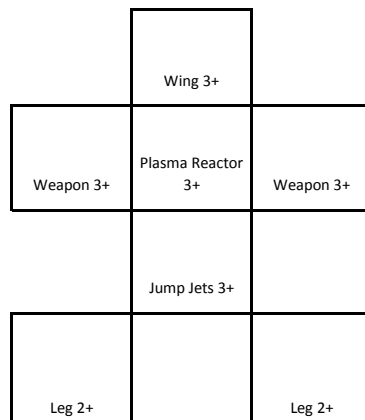 Wing 3+
Weapon 3+
Plasma Reactor
3+
Weapon 3+
Jump Jets 3+
Leg 2+
Leg 2+